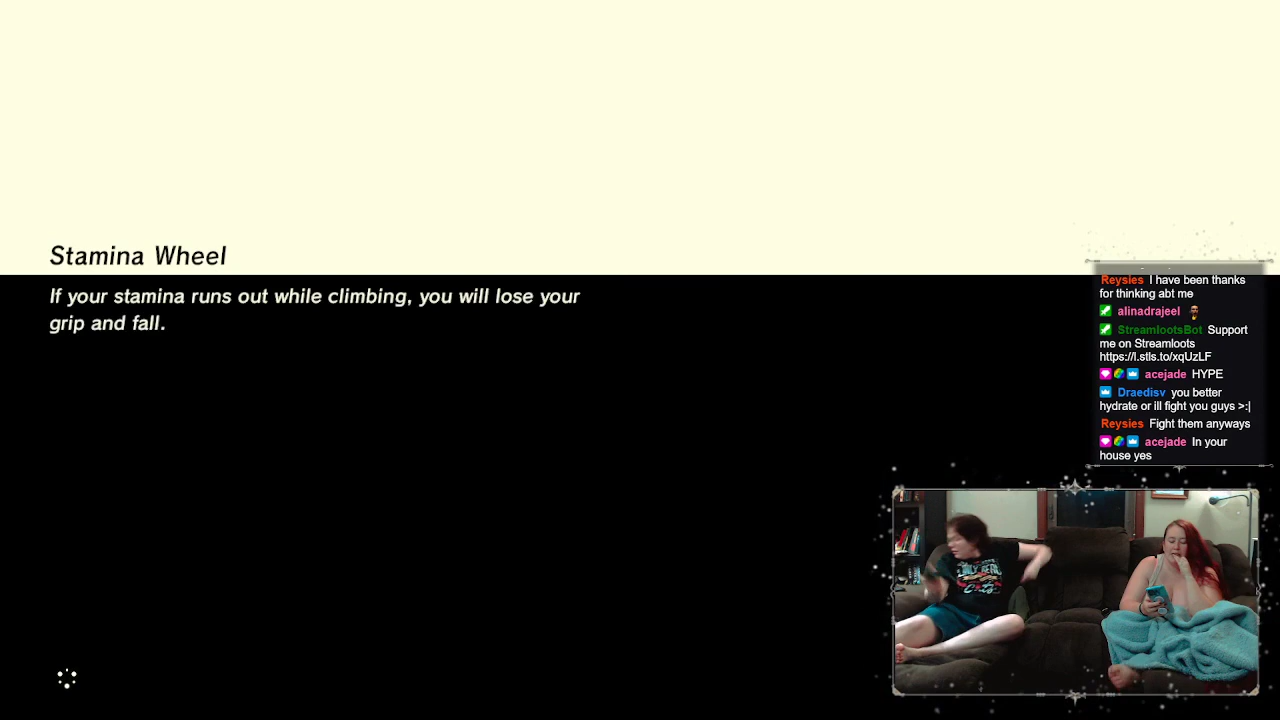 Stamina Wheel
If your stamina runs out while climbing, you will lose your
grip and fall.
Reysies I have been thanks
for thinking abt me
alinadrajeel
StreamlootsBot Support
me on Streamloots
https://l.stls.to/xqUzLF
acejade HYPE
Draedisv you better
hydrate or ill fight you guys >:|
Reysies Fight them anyways
acejade In your
house yes